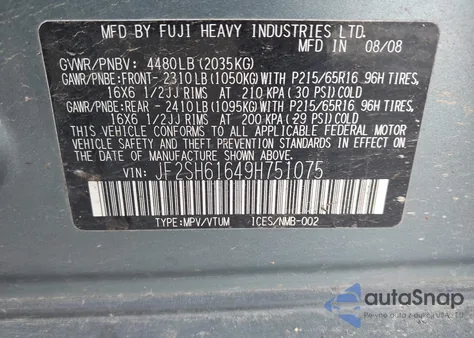 MFD BY FUJI HEAVY INDUSTRIES LTD.
MFD IN 08/08
GVWR/PNBV: 4480LB(2035KG)
GAWR/PNBE:FRONT- 2310LB(1050KG)WITH P215/65R16 96H TIRES,
16X6 1/2JJ RIMS AT 210 KPA(30 PSI)COLD
GAWR/PNBE:REAR - 2410LB(1095KG)WITH P215/65R16 96H TIRES,
16X6 1/2JJ RIMS AT 200 KPA(29 PSI)COLD
THIS VEHICLE CONFORMS TO ALL APPLICABLE FEDERAL MOTOR
VEHICLE SAFETY AND THEFT PREVENTION STANDARDS IN EFFECT ON
THE DATE OF MANUFACTURE SHOWN ABOVE.
VIN: JF2SH61649H751075
TYPE:MPV/VTUM ICES/NMB-002
autoSnap